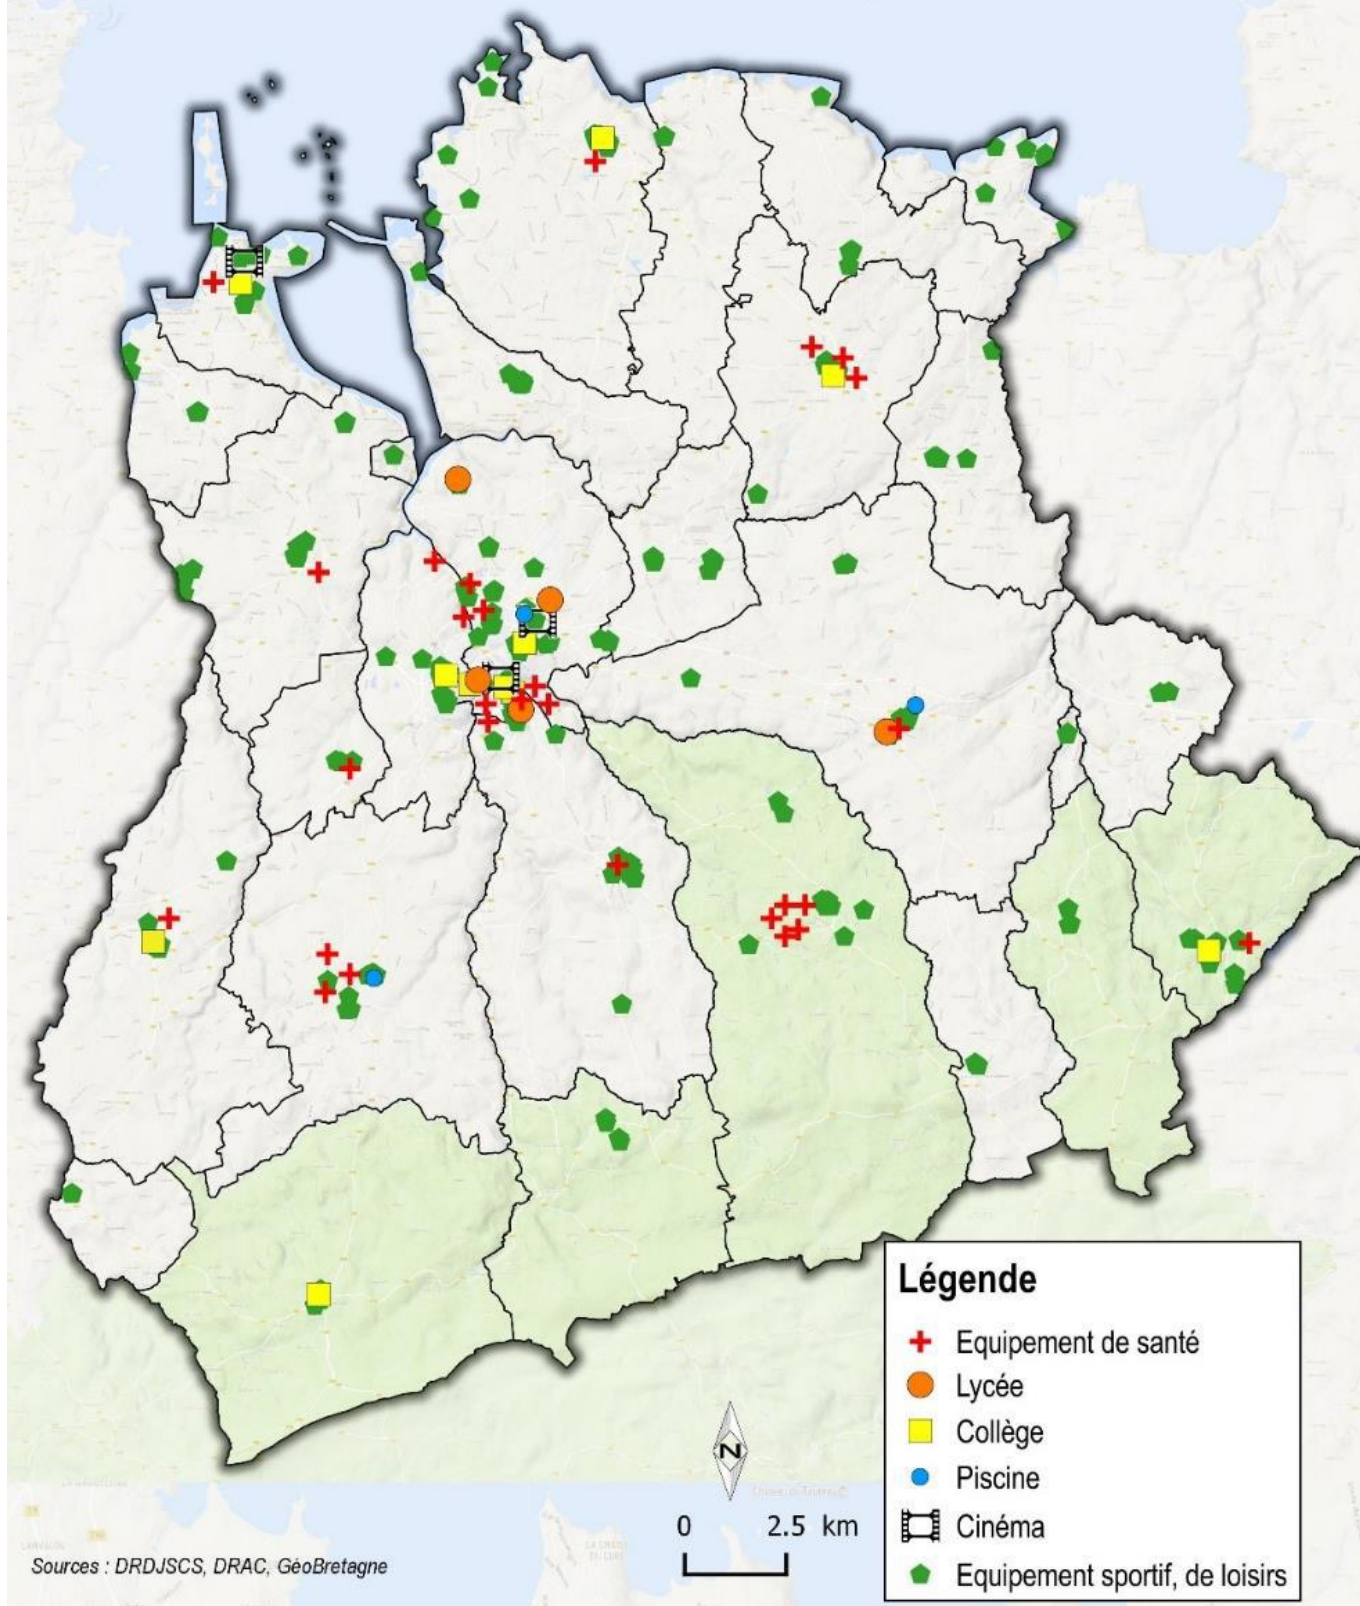 Légende
Equipement de santé
Lycée
Collège
Piscine
Cinéma
Equipement sportif, de loisirs
N
0 2.5 km
Sources : DRDJSCS, DRAC, GéoBretagne